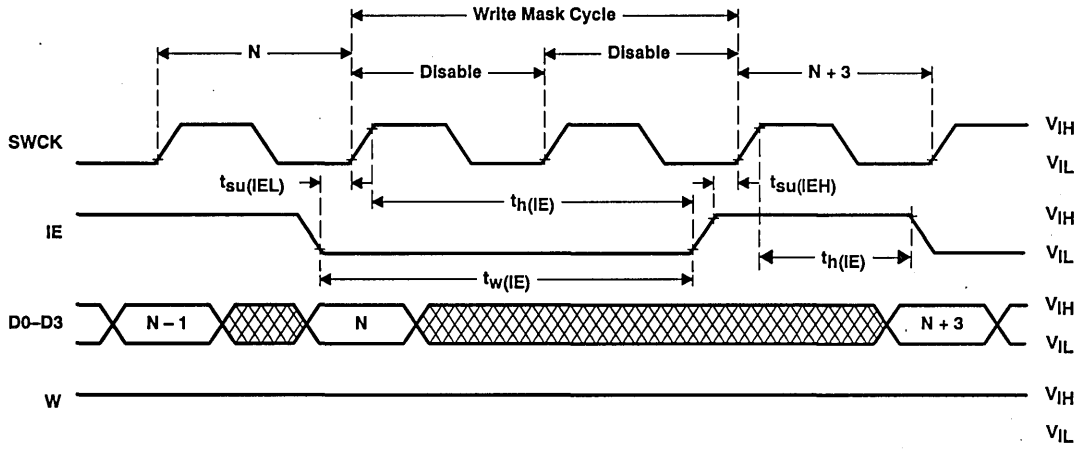 Write Mask Cycle
N
Disable
Disable
N + 3
SWCK
VIH
VIL
tsu(IEL)
th(IE)
tsu(IEH)
IE
VIH
VIL
tw(IE)
th(IE)
D0–D3
N – 1
N
N + 3
VIH
VIL
W
VIH
VIL